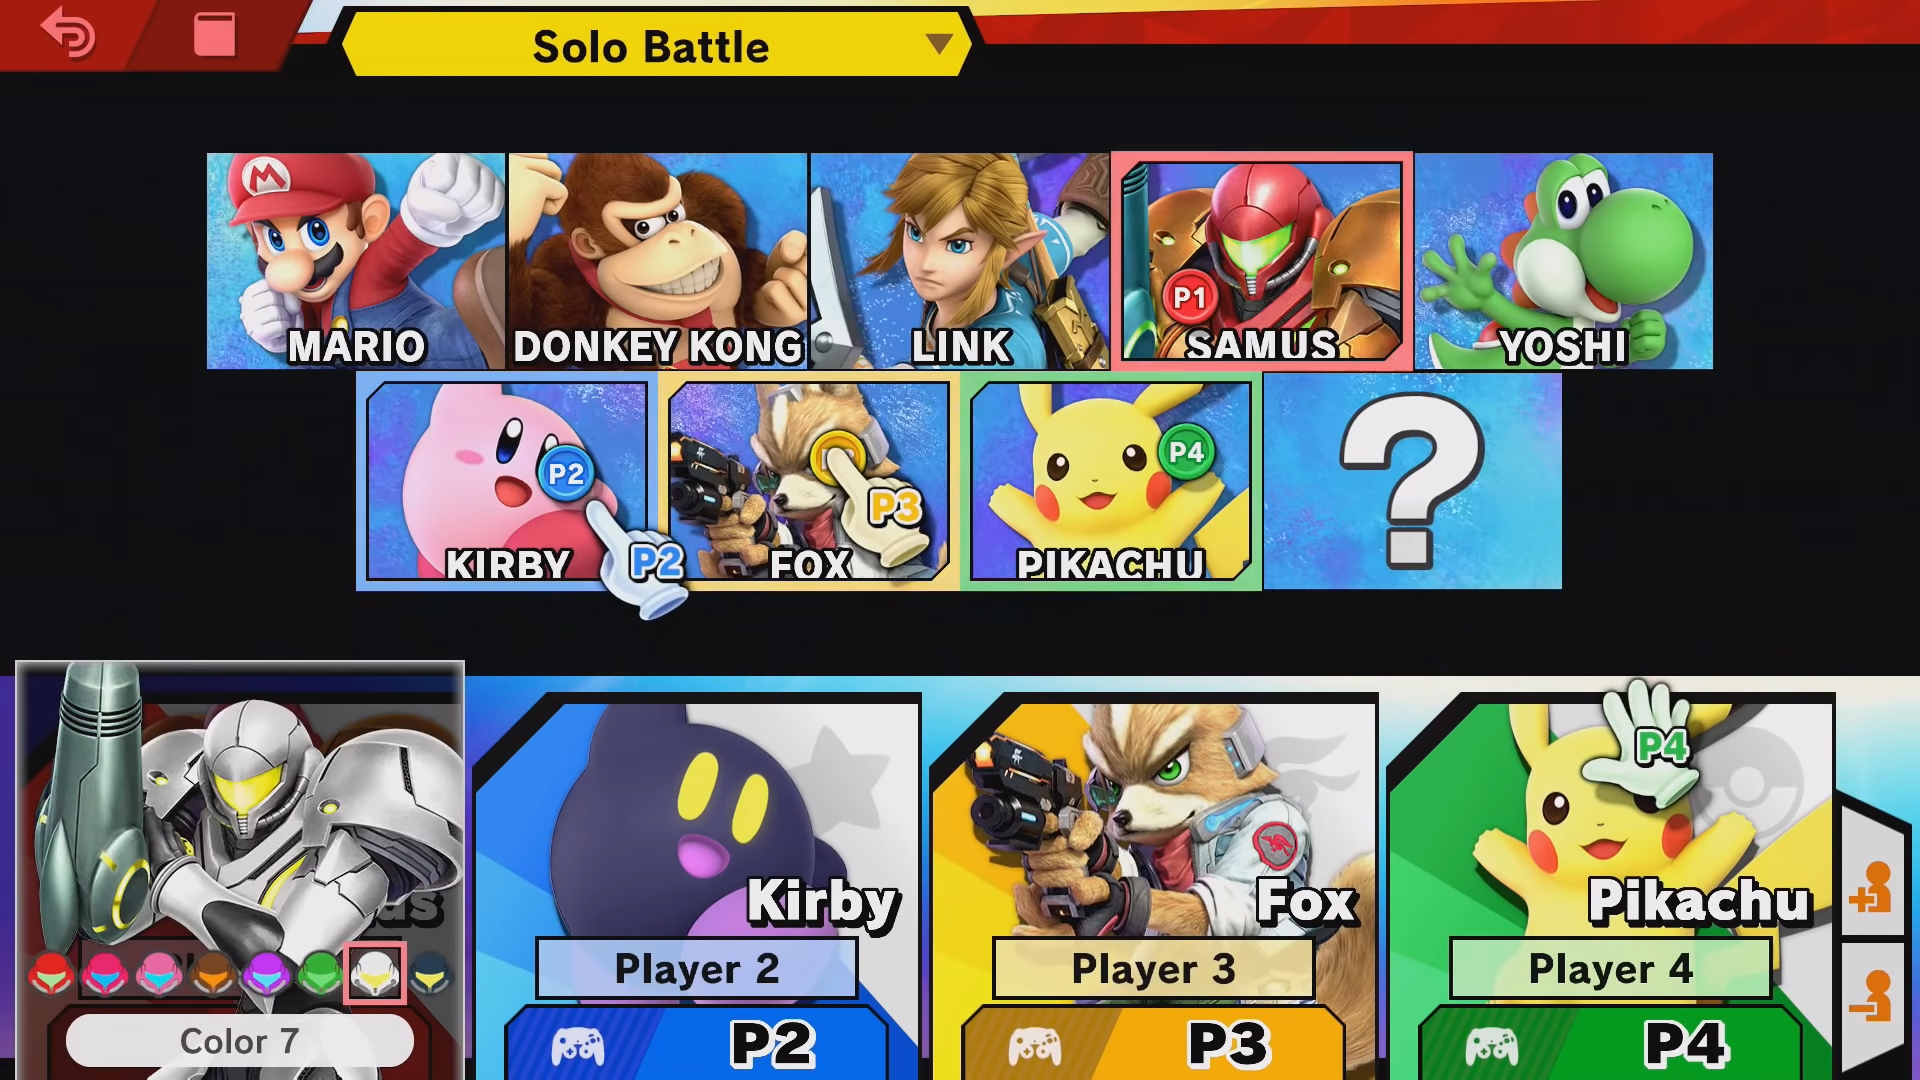 Solo Battle
M
MARIO
DONKEY KONG
LINK
P1
SAMUS
YOSHI
P2
P2
KIRBY
P3
FOX
P4
PIKACHU
?
P4
Color 7
Kirby
Player 2
P2
Fox
Player 3
P3
Pikachu
Player 4
P4